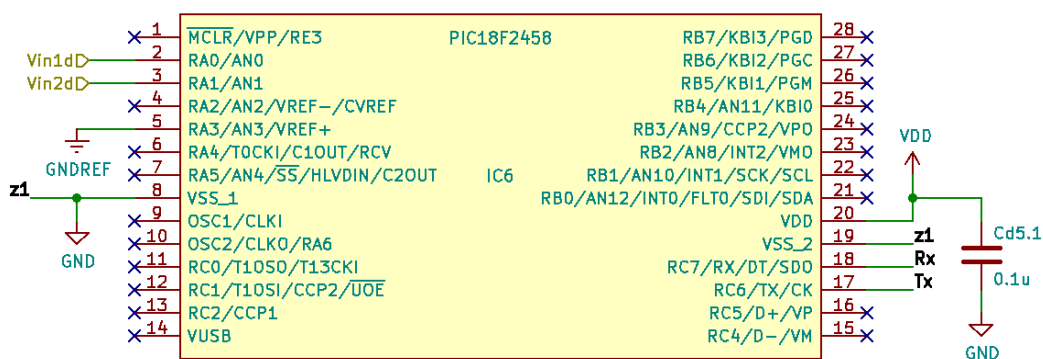 1 MCLR/VPP/RE3 PIC18F2458 RB7/KBI3/PGD 28
Vin1d 2 RA0/AN0 RB6/KBI2/PGC 27
Vin2d 3 RA1/AN1 RB5/KBI1/PGM 26
4 RA2/AN2/VREF-/CVREF RB4/AN11/KBI0 25
5 RA3/AN3/VREF+ RB3/AN9/CCP2/VPO 24
VDD
6 RA4/T0CKI/C1OUT/RCV RB2/AN8/INT2/VMO 23
GNDREF 7 RA5/AN4/SS/HLVDIN/C2OUT IC6 RB1/AN10/INT1/SCK/SCL 22
z1 8 VSS_1 RB0/AN12/INT0/FLT0/SDI/SDA 21
9 OSC1/CLKI VDD 20
Cd5.1
10 OSC2/CLKO/RA6 VSS_2 19 z1
GND
11 RC0/T1OSO/T13CKI RC7/RX/DT/SDO 18 Rx
12 RC1/T1OSI/CCP2/UOE RC6/TX/CK 17 Tx
0.1u
13 RC2/CCP1 RC5/D+/VP 16
14 VUSB RC4/D-/VM 15
GND